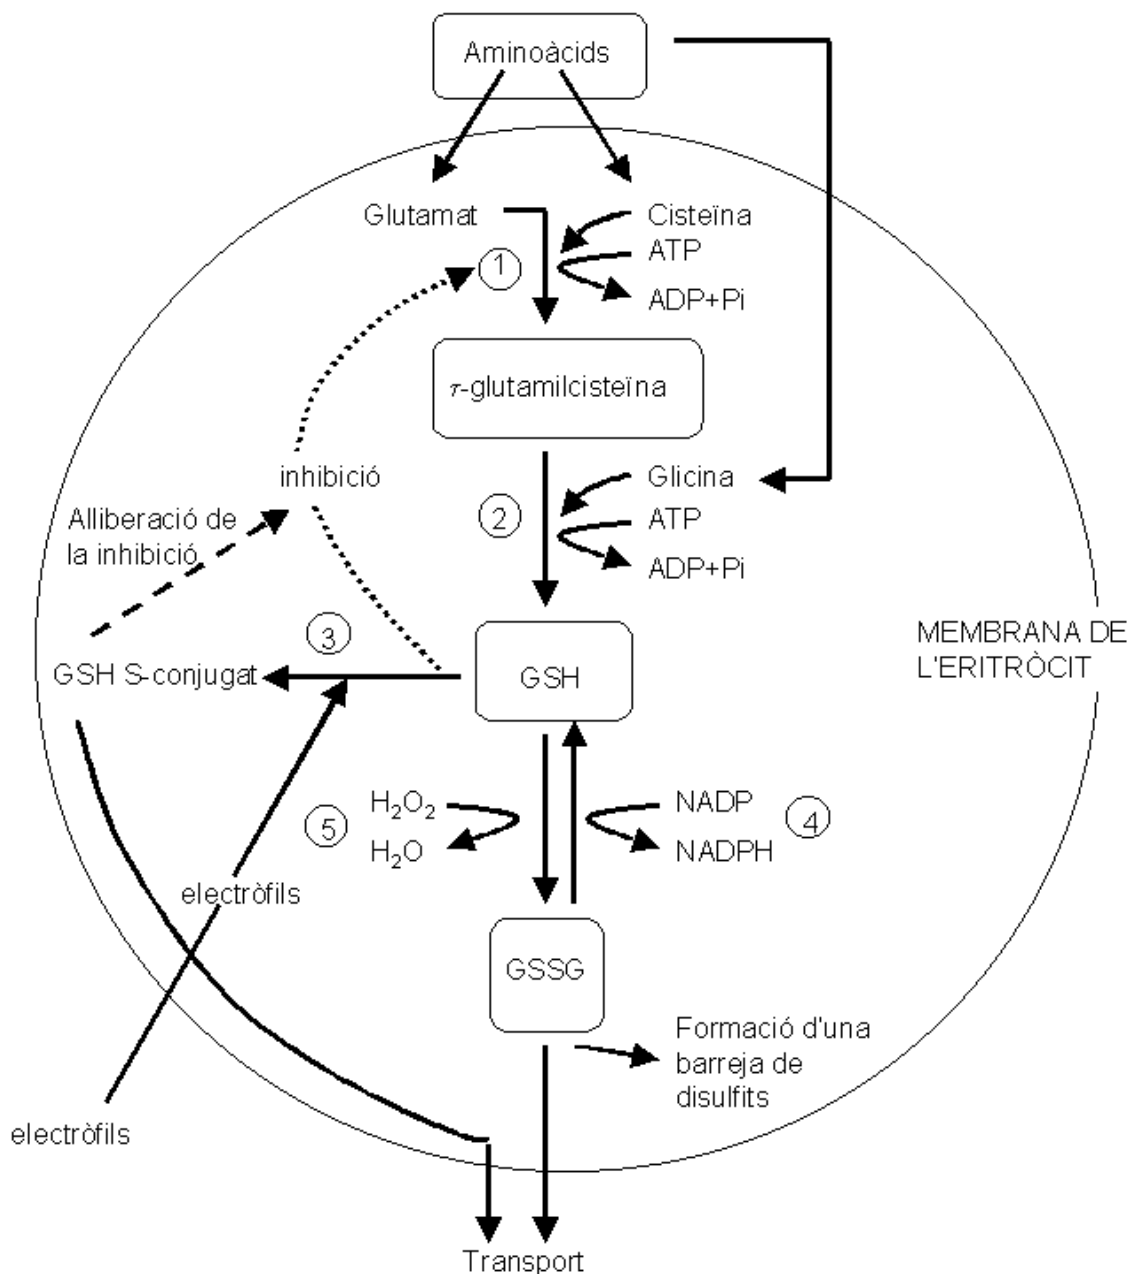 Aminoàcids
Glutamat
Cisteïna
ATP
ADP+Pi
1
τ-glutamilcisteïna
inhibició
Glicina
ATP
ADP+Pi
2
Alliberació de
la inhibició
3
GSH S-conjugat
GSH
MEMBRANA DE
L'ERITRÒCIT
H₂O₂
H₂O
5
NADP
NADPH
4
electròfils
GSSG
Formació d'una
barreja de
disulfits
electròfils
Transport